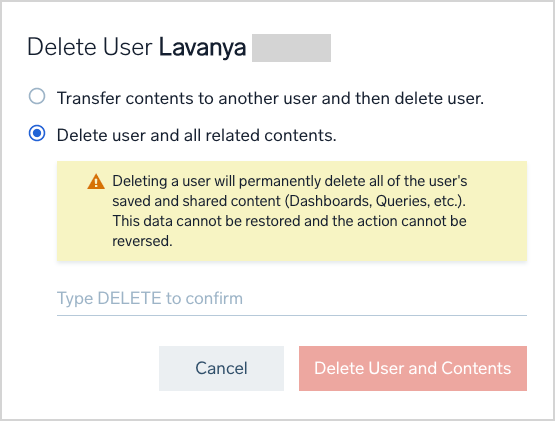 Delete User Lavanya
Transfer contents to another user and then delete user.
Delete user and all related contents.
Deleting a user will permanently delete all of the user's
saved and shared content (Dashboards, Queries, etc.).
This data cannot be restored and the action cannot be
reversed.
Type DELETE to confirm
Cancel
Delete User and Contents